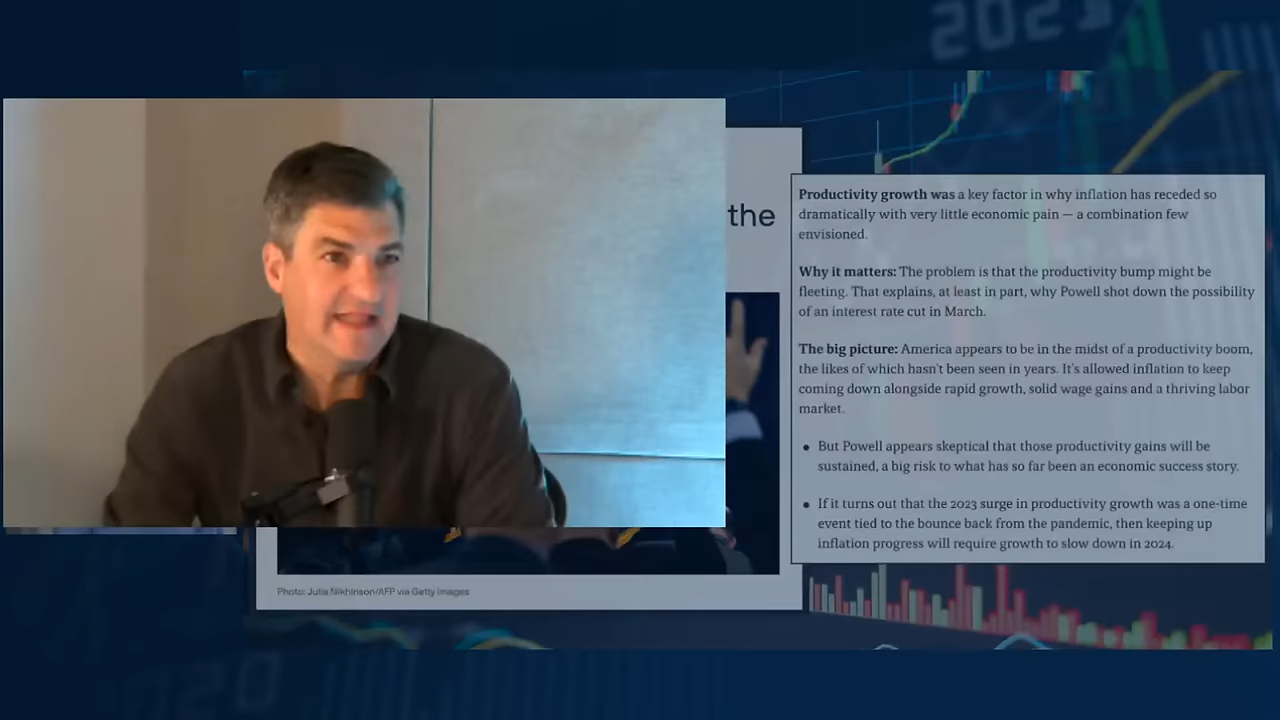 2021
the
Productivity growth was a key factor in why inflation has receded so
dramatically with very little economic pain — a combination few
envisioned.
Why it matters: The problem is that the productivity bump might be
fleeting. That explains, at least in part, why Powell shot down the possibility
of an interest rate cut in March.
The big picture: America appears to be in the midst of a productivity boom,
the likes of which hasn't been seen in years. It's allowed inflation to keep
coming down alongside rapid growth, solid wage gains and a thriving labor
market.
• But Powell appears skeptical that those productivity gains will be
sustained, a big risk to what has so far been an economic success story.
• If it turns out that the 2023 surge in productivity growth was a one-time
event tied to the bounce back from the pandemic, then keeping up
inflation progress will require growth to slow down in 2024.
Photo: Julia Nikhinson/AFP via Getty Images